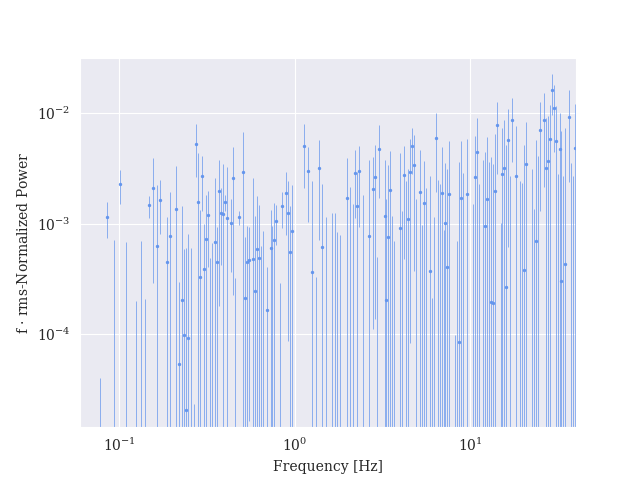 f · rms-Normalized Power
10⁻²
10⁻³
10⁻⁴
10⁻¹ 10⁰ 10¹
Frequency [Hz]